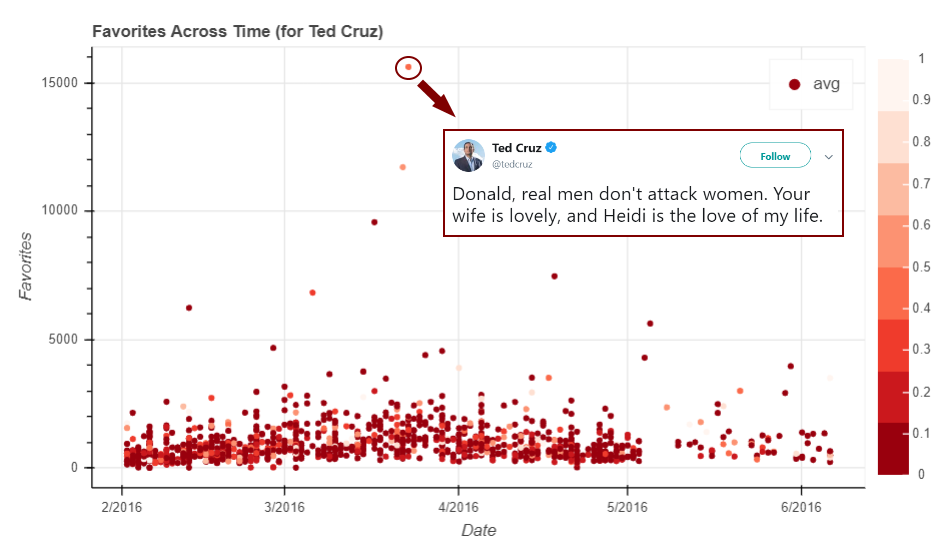 Favorites Across Time (for Ted Cruz)
15000
10000
5000
0
Favorites
avg
Ted Cruz
@tedcruz
Follow
Donald, real men don't attack women. Your
wife is lovely, and Heidi is the love of my life.
1
0.9
0.8
0.7
0.6
0.5
0.4
0.3
0.2
0.1
0
2/2016
3/2016
4/2016
5/2016
6/2016
Date